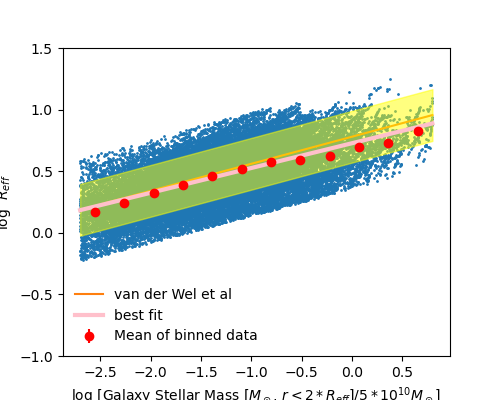 1.5
1.0
0.5
0.0
−0.5
−1.0
log R_eff
van der Wel et al
best fit
Mean of binned data
−2.5 −2.0 −1.5 −1.0 −0.5 0.0 0.5
log [Galaxy Stellar Mass [M_⊙, r < 2 * R_eff]/5 * 10^10 M_⊙]